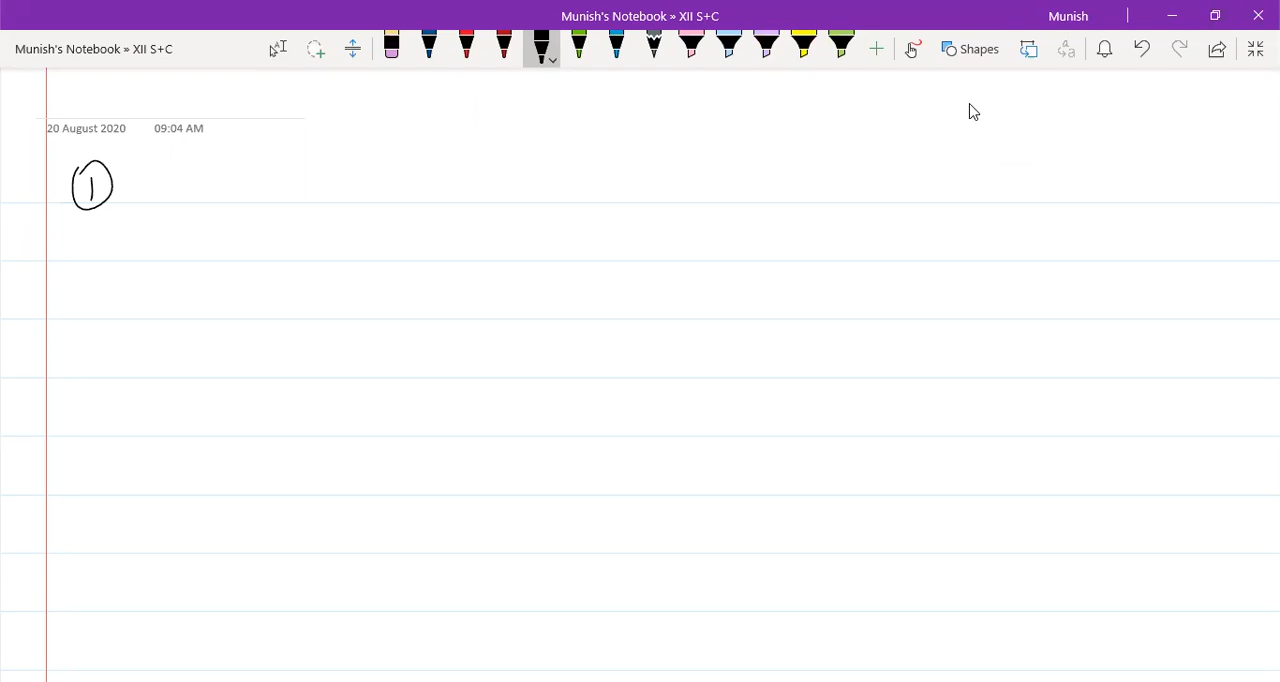 Munish's Notebook » XII S+C
Munish
Munish's Notebook » XII S+C
Shapes
20 August 2020 09:04 AM
1